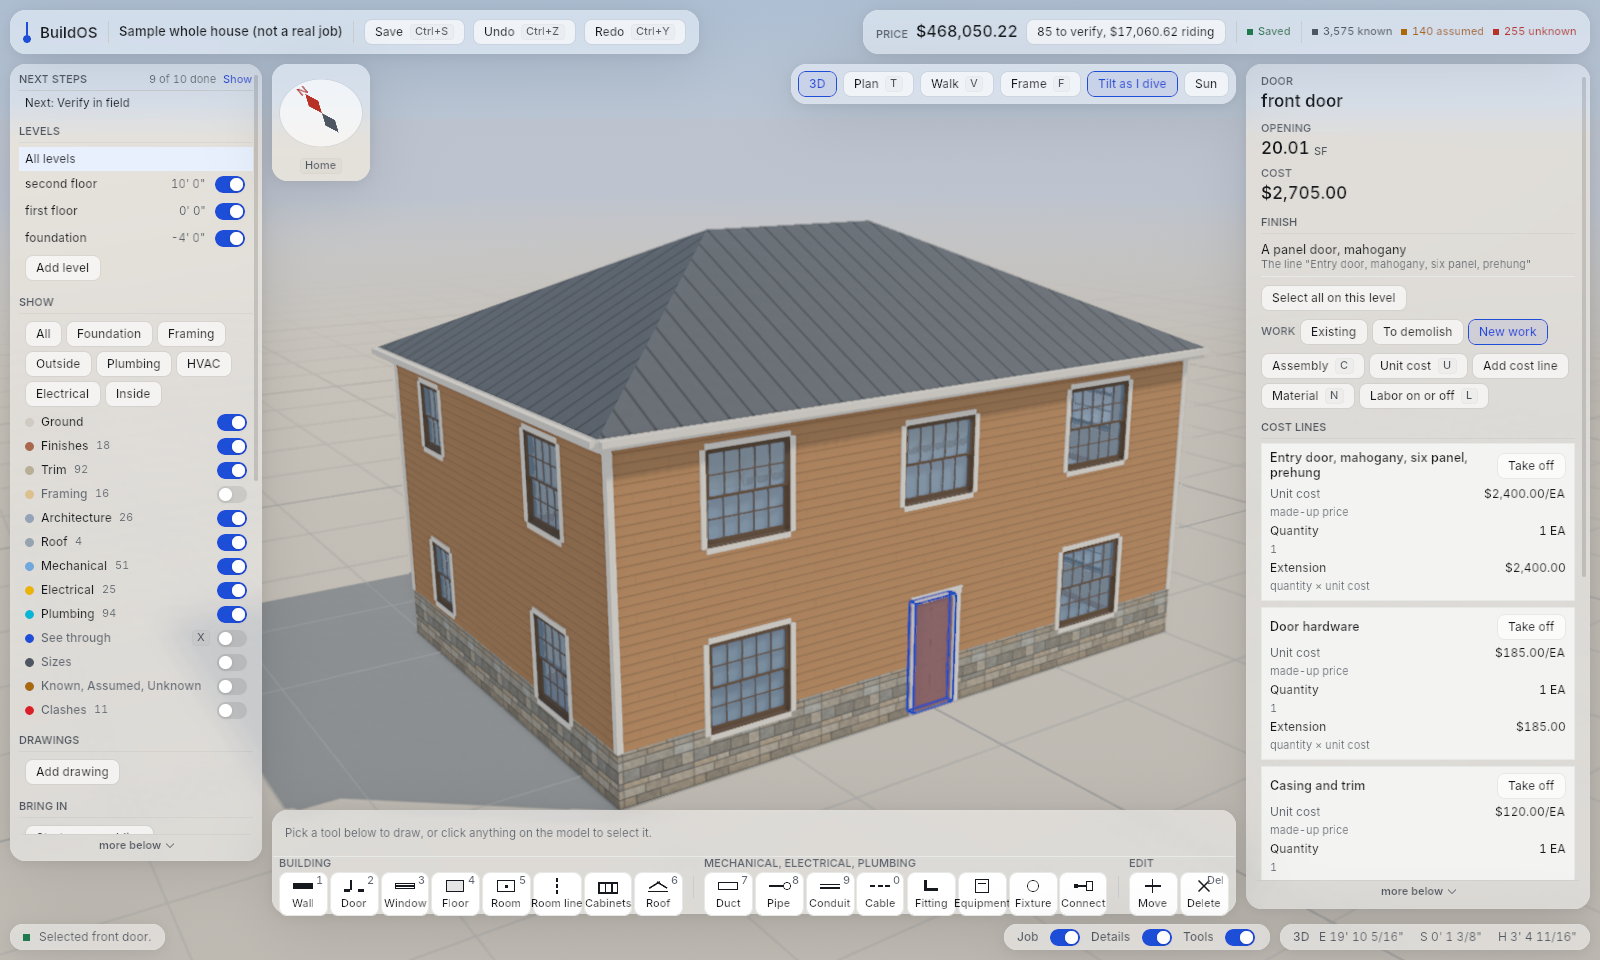 BuildOS
Sample whole house (not a real job)
Save Ctrl+S
Undo Ctrl+Z
Redo Ctrl+Y
PRICE $468,050.22
85 to verify, $17,060.62 riding
Saved
3,575 known
140 assumed
255 unknown
NEXT STEPS 9 of 10 done Show
Next: Verify in field
LEVELS
All levels
second floor 10' 0"
first floor 0' 0"
foundation -4' 0"
Add level
SHOW
All Foundation Framing
Outside Plumbing HVAC
Electrical Inside
Ground
Finishes 18
Trim 92
Framing 16
Architecture 26
Roof 4
Mechanical 51
Electrical 25
Plumbing 94
See through X
Sizes
Known, Assumed, Unknown
Clashes 11
DRAWINGS
Add drawing
BRING IN
more below
N
Home
3D
Plan T
Walk V
Frame F
Tilt as I dive
Sun
DOOR
front door
OPENING
20.01 SF
COST
$2,705.00
FINISH
A panel door, mahogany
The line "Entry door, mahogany, six panel, prehung"
Select all on this level
WORK Existing To demolish New work
Assembly C Unit cost U Add cost line
Material N Labor on or off L
COST LINES
Entry door, mahogany, six panel, prehung Take off
Unit cost $2,400.00/EA
made-up price
Quantity 1 EA
1
Extension $2,400.00
quantity × unit cost
Door hardware Take off
Unit cost $185.00/EA
made-up price
Quantity 1 EA
1
Extension $185.00
quantity × unit cost
Casing and trim Take off
Unit cost $120.00/EA
made-up price
Quantity 1 EA
1
more below
Pick a tool below to draw, or click anything on the model to select it.
BUILDING
1 Wall
2 Door
3 Window
4 Floor
5 Room
Room line
Cabinets
6 Roof
MECHANICAL, ELECTRICAL, PLUMBING
7 Duct
8 Pipe
9 Conduit
0 Cable
Fitting
Equipment
Fixture
Connect
EDIT
Move
Del Delete
Selected front door.
Job Details Tools
3D E 19' 10 5/16" S 0' 1 3/8" H 3' 4 11/16"